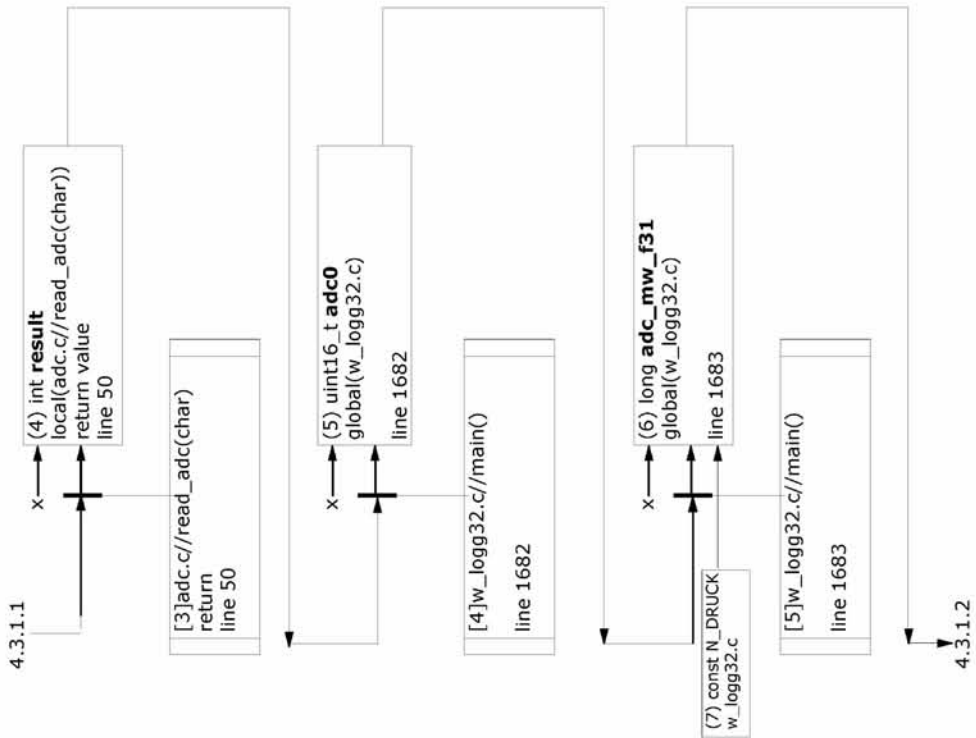 4.3.1.1
x
(4) int result
local(adc.c//read_adc(char))
return value
line 50
[3]adc.c//read_adc(char)
return
line 50
x
(5) uint16_t adc0
global(w_logg32.c)
line 1682
[4]w_logg32.c//main()
line 1682
x
(6) long adc_mw_f31
global(w_logg32.c)
line 1683
(7) const N_DRUCK
w_logg32.c
[5]w_logg32.c//main()
line 1683
4.3.1.2